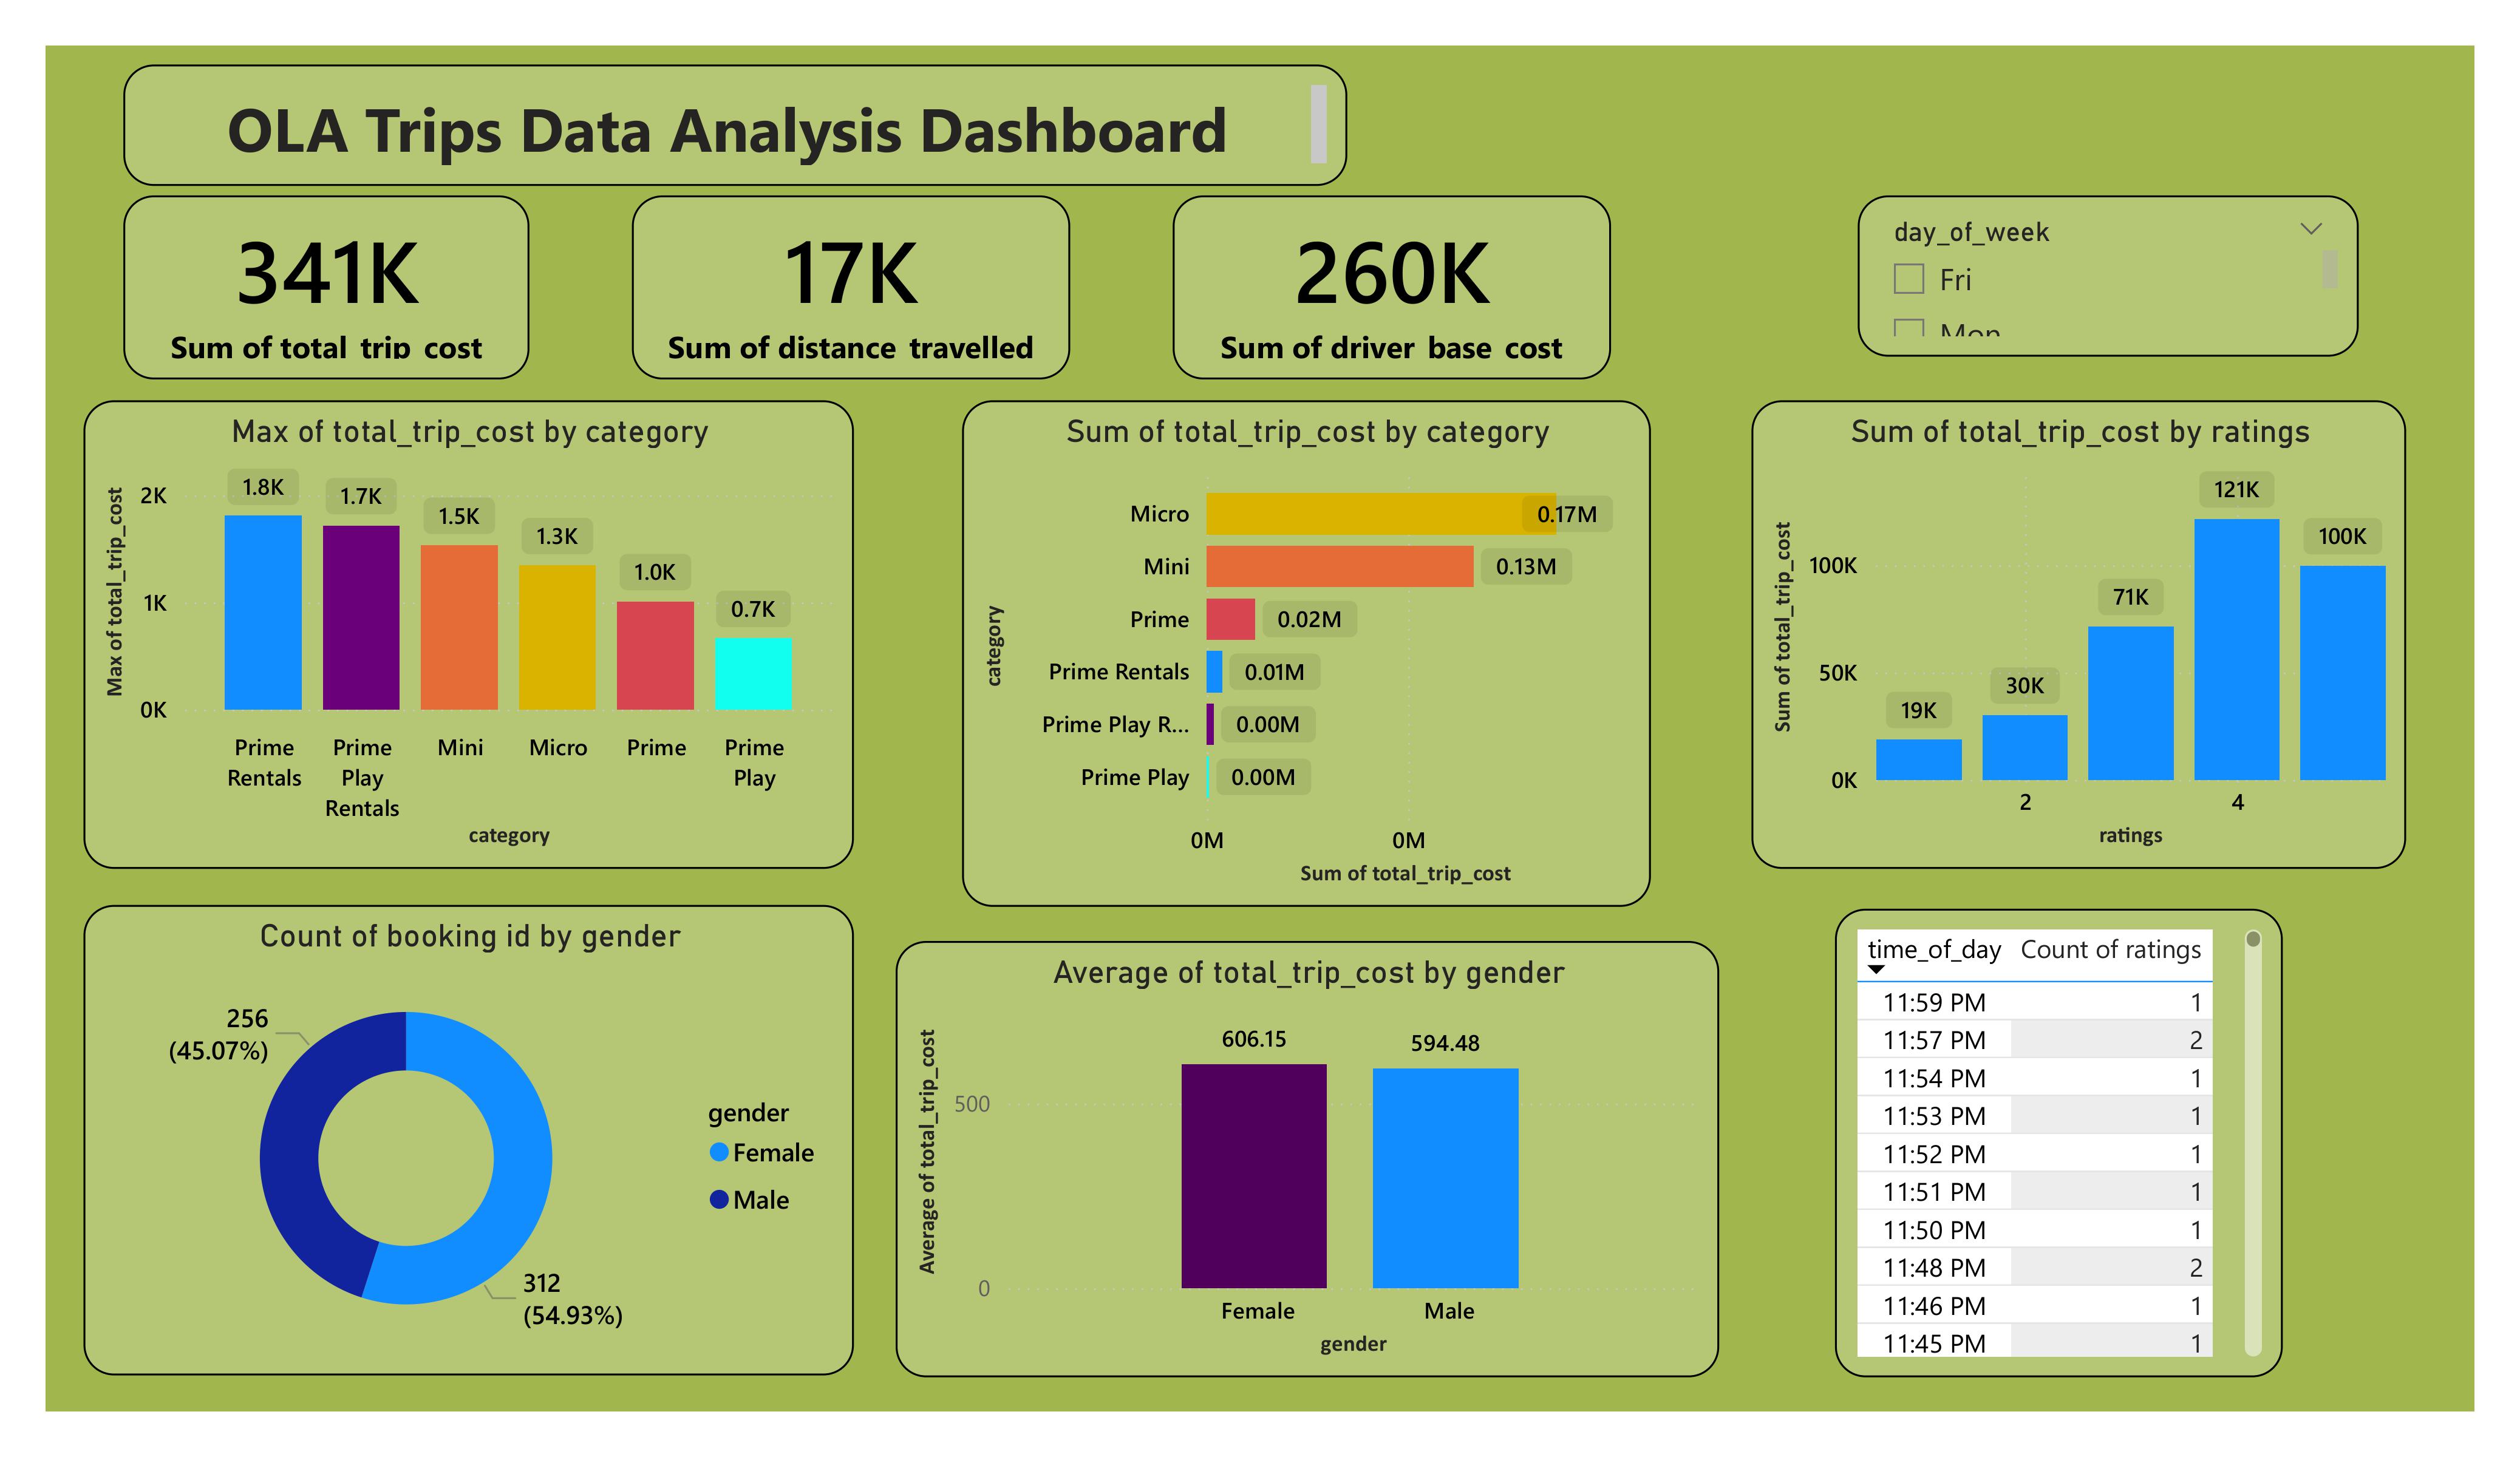 OLA Trips Data Analysis Dashboard
341K
Sum of total trip cost
17K
Sum of distance travelled
260K
Sum of driver base cost
day_of_week
Fri
Mon
Max of total_trip_cost by category
Max of total_trip_cost
2K
1K
0K
1.8K
1.7K
1.5K
1.3K
1.0K
0.7K
Prime
Rentals
Prime
Play
Rentals
Mini
Micro
Prime
Prime
Play
category
Sum of total_trip_cost by category
category
Micro
0.17M
Mini
0.13M
Prime
0.02M
Prime Rentals
0.01M
Prime Play R...
0.00M
Prime Play
0.00M
0M
0M
Sum of total_trip_cost
Sum of total_trip_cost by ratings
Sum of total_trip_cost
100K
50K
0K
19K
30K
71K
121K
100K
2
4
ratings
Count of booking id by gender
256
(45.07%)
312
(54.93%)
gender
Female
Male
Average of total_trip_cost by gender
Average of total_trip_cost
500
0
606.15
594.48
Female
Male
gender
time_of_day Count of ratings
11:59 PM 1
11:57 PM 2
11:54 PM 1
11:53 PM 1
11:52 PM 1
11:51 PM 1
11:50 PM 1
11:48 PM 2
11:46 PM 1
11:45 PM 1